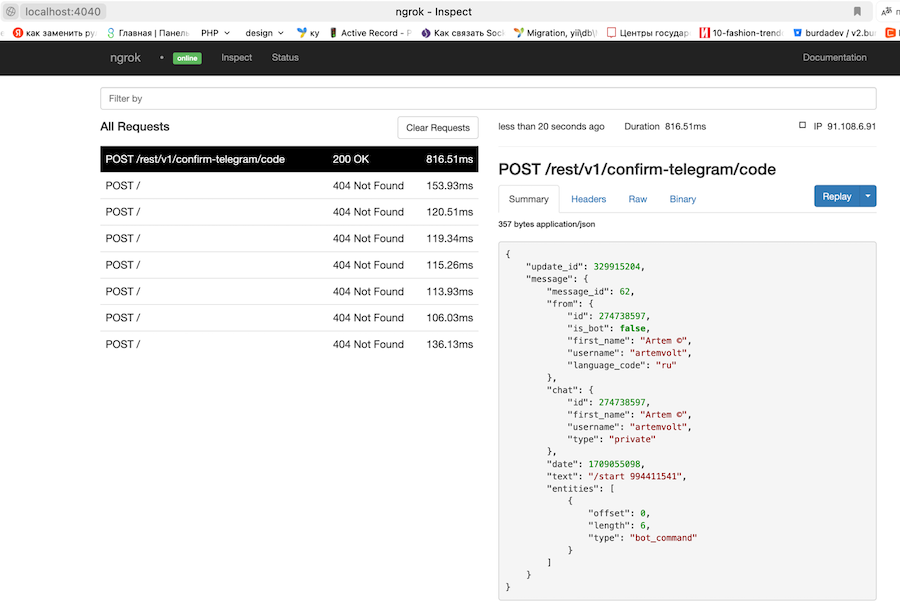 localhost:4040 ngrok - Inspect
как заменить ру Главная | Панель PHP design ку Active Record - P Как связать Soc Migration, yii\db\ Центры государ 10-fashion-trend burdadev / v2.bu
ngrok online Inspect Status Documentation
Filter by
All Requests
Clear Requests
POST /rest/v1/confirm-telegram/code 200 OK 816.51ms
POST / 404 Not Found 153.93ms
POST / 404 Not Found 120.51ms
POST / 404 Not Found 119.34ms
POST / 404 Not Found 115.26ms
POST / 404 Not Found 113.93ms
POST / 404 Not Found 106.03ms
POST / 404 Not Found 136.13ms
less than 20 seconds ago Duration 816.51ms IP 91.108.6.91
POST /rest/v1/confirm-telegram/code
Summary Headers Raw Binary Replay
357 bytes application/json
{
"update_id": 329915204,
"message": {
"message_id": 62,
"from": {
"id": 274738597,
"is_bot": false,
"first_name": "Artem ©",
"username": "artemvolt",
"language_code": "ru"
},
"chat": {
"id": 274738597,
"first_name": "Artem ©",
"username": "artemvolt",
"type": "private"
},
"date": 1709055098,
"text": "/start 994411541",
"entities": [
{
"offset": 0,
"length": 6,
"type": "bot_command"
}
]
}
}